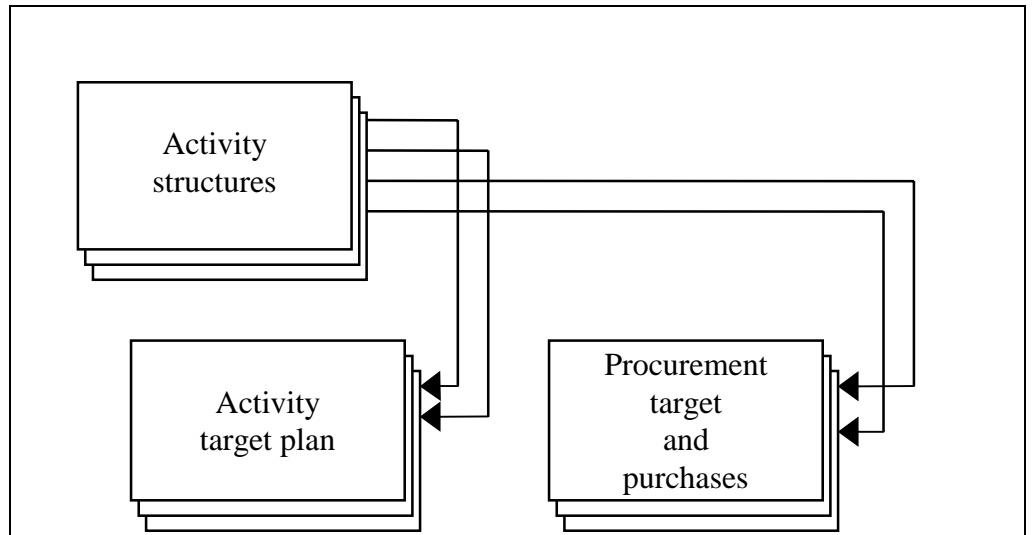 Activity
structures
Activity
target plan
Procurement
target
and
purchases